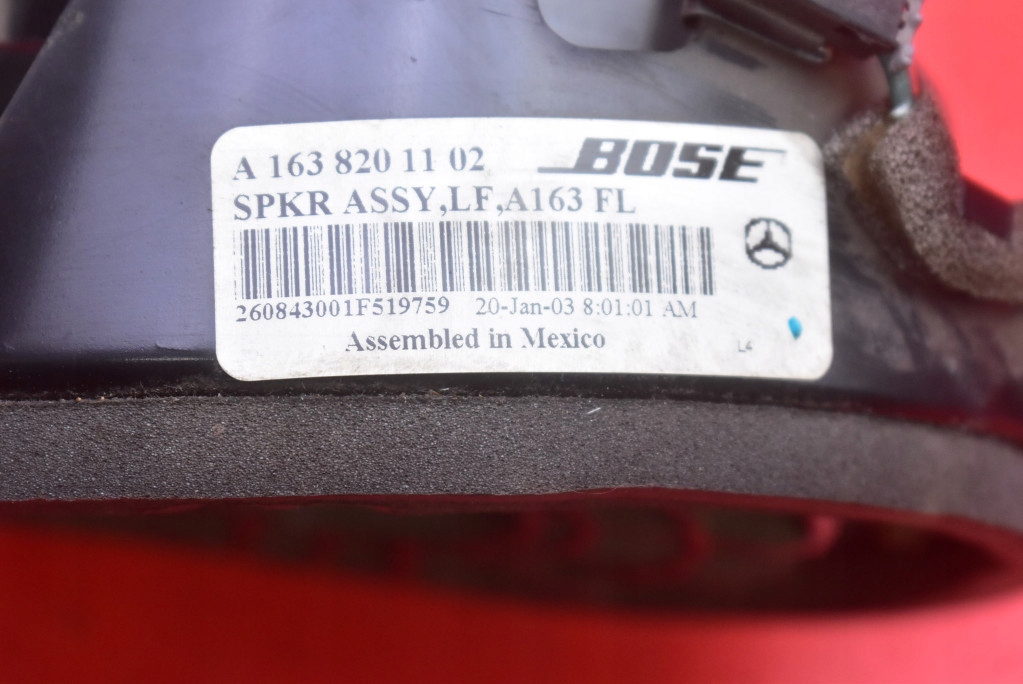 A 163 820 11 02 BOSE
SPKR ASSY,LF,A163 FL
260843001F519759 20-Jan-03 8:01:01 AM
Assembled in Mexico L4